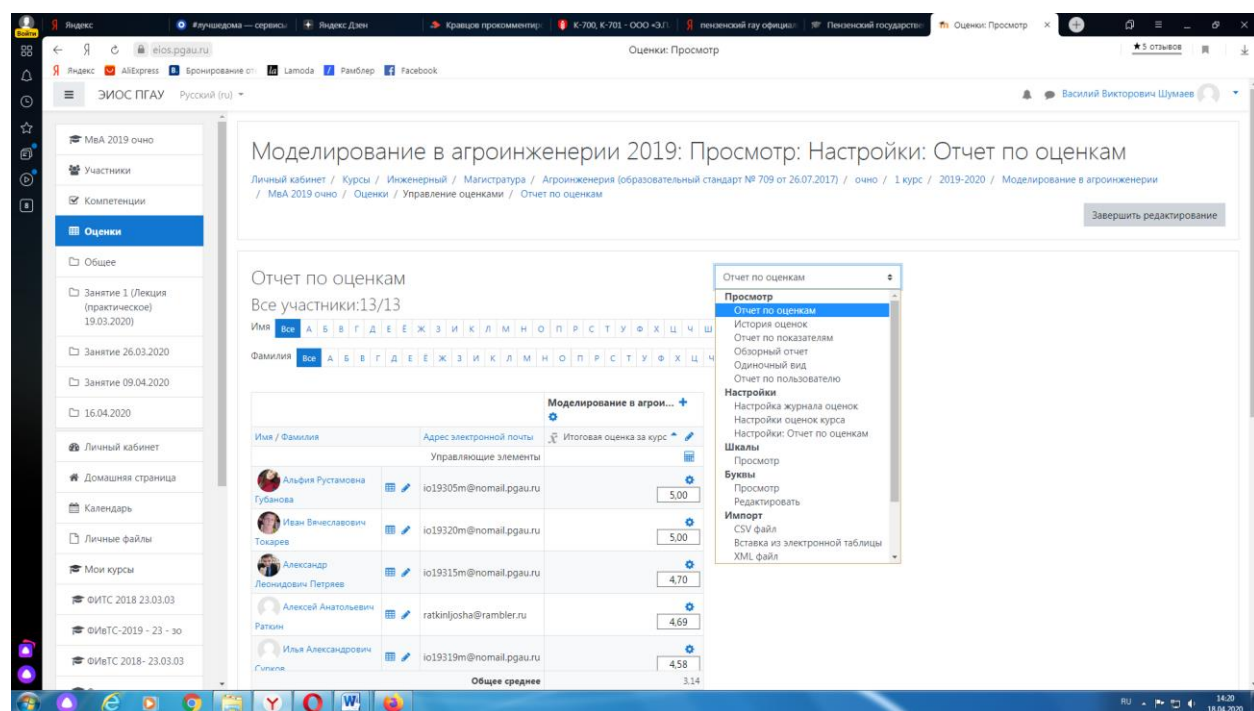 Яндекс
#лучшедома — сервисы
Яндекс.Дзен
Кравцов прокомментиро
К-700, К-701 - ООО «Э.П.
пензенский гау официал
Пензенский государстве
Оценки: Просмотр
Войти
eios.pgau.ru
Оценки: Просмотр
★ 5 отзывов
Яндекс
AliExpress
Бронирование от
Lamoda
Рамблер
Facebook
ЭИОС ПГАУ
Русский (ru)
Василий Викторович Шумаев
МвА 2019 очно
Участники
Компетенции
Оценки
Общее
Занятие 1 (Лекция
(практическое)
19.03.2020)
Занятие 26.03.2020
Занятие 09.04.2020
16.04.2020
Личный кабинет
Домашняя страница
Календарь
Личные файлы
Мои курсы
ФИТС 2018 23.03.03
ФИвТС-2019 - 23 - зо
ФИвТС 2018- 23.03.03
Моделирование в агроинженерии 2019: Просмотр: Настройки: Отчет по оценкам
Личный кабинет / Курсы / Инженерный / Магистратура / Агроинженерия (образовательный стандарт № 709 от 26.07.2017) / очно / 1 курс / 2019-2020 / Моделирование в агроинженерии
/ МвА 2019 очно / Оценки / Управление оценками / Отчет по оценкам
Завершить редактирование
Отчет по оценкам
Все участники:13/13
Имя Все А Б В Г Д Е Ё Ж З И К Л М Н О П Р С Т У Ф Х Ц Ч Ш
Фамилия Все А Б В Г Д Е Ё Ж З И К Л М Н О П Р С Т У Ф Х Ц Ч
Моделирование в агрои...
Имя / Фамилия
Адрес электронной почты
Итоговая оценка за курс
Управляющие элементы
Альфия Рустамовна
Губанова
io19305m@nomail.pgau.ru
5,00
Иван Вячеславович
Токарев
io19320m@nomail.pgau.ru
5,00
Александр
Леонидович Петряев
io19315m@nomail.pgau.ru
4,70
Алексей Анатольевич
Раткин
ratkinljosha@rambler.ru
4,69
Илья Александрович
Сурков
io19319m@nomail.pgau.ru
4,58
Общее среднее
3,14
Отчет по оценкам
Просмотр
Отчет по оценкам
История оценок
Отчет по показателям
Обзорный отчет
Одиночный вид
Отчет по пользователю
Настройки
Настройка журнала оценок
Настройки оценок курса
Настройки: Отчет по оценкам
Шкалы
Просмотр
Буквы
Просмотр
Редактировать
Импорт
CSV файл
Вставка из электронной таблицы
XML файл
RU
14:20
18.04.2020